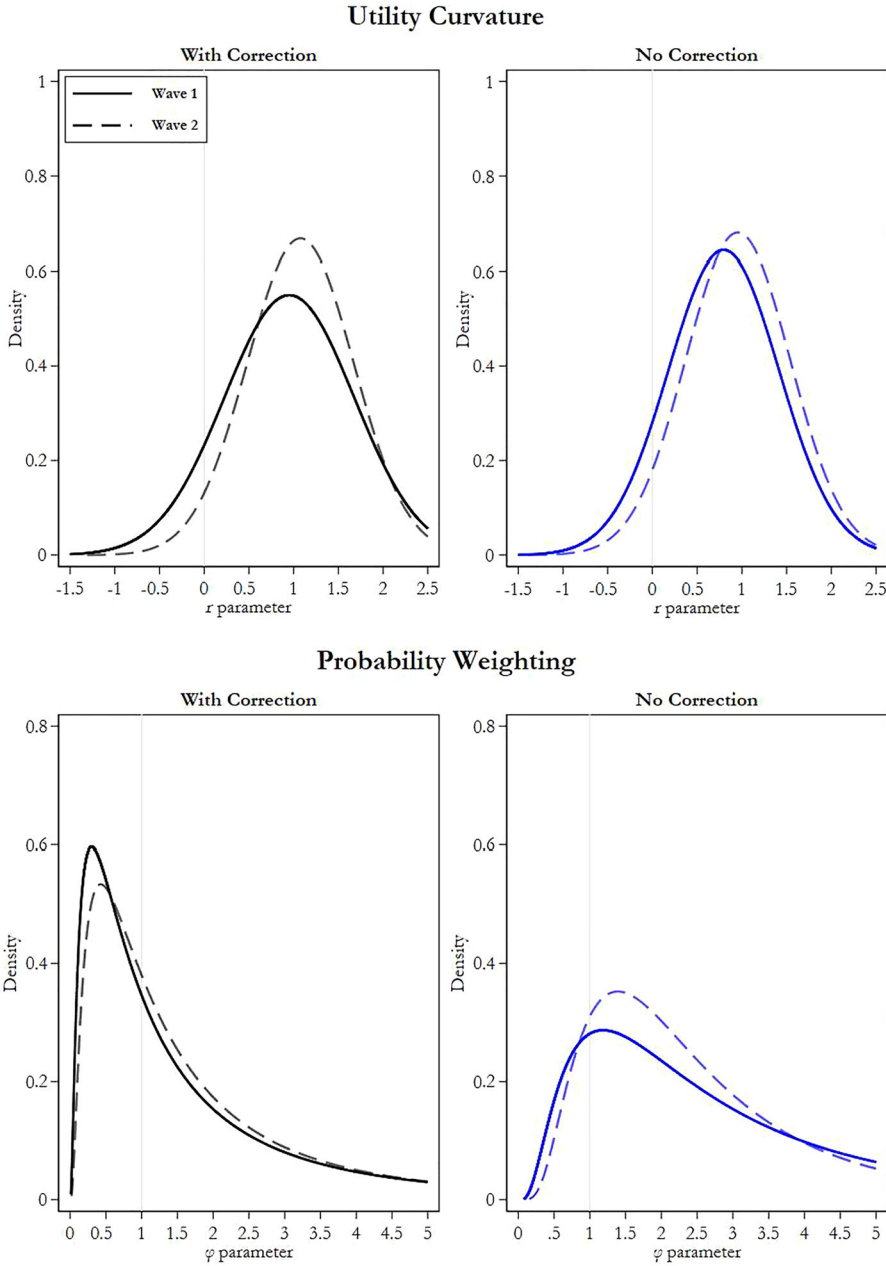 Utility Curvature
With Correction
No Correction
Wave 1
Wave 2
1
0.8
0.6
0.4
0.2
0
Density
-1.5 -1 -0.5 0 0.5 1 1.5 2 2.5
r parameter
1
0.8
0.6
0.4
0.2
0
Density
-1.5 -1 -0.5 0 0.5 1 1.5 2 2.5
r parameter
Probability Weighting
With Correction
No Correction
0.8
0.6
0.4
0.2
0
Density
0 0.5 1 1.5 2 2.5 3 3.5 4 4.5 5
φ parameter
0.8
0.6
0.4
0.2
0
Density
0 .5 1 1.5 2 2.5 3 3.5 4 4.5 5
φ parameter